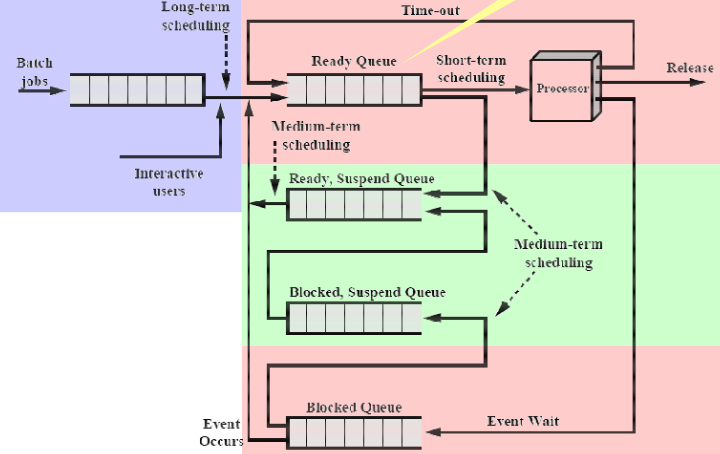 Long-term
scheduling
Time-out
Batch
jobs
Ready Queue
Short-term
scheduling
Processor
Release
Medium-term
scheduling
Interactive
users
Ready, Suspend Queue
Medium-term
scheduling
Blocked, Suspend Queue
Blocked Queue
Event
Occurs
Event Wait